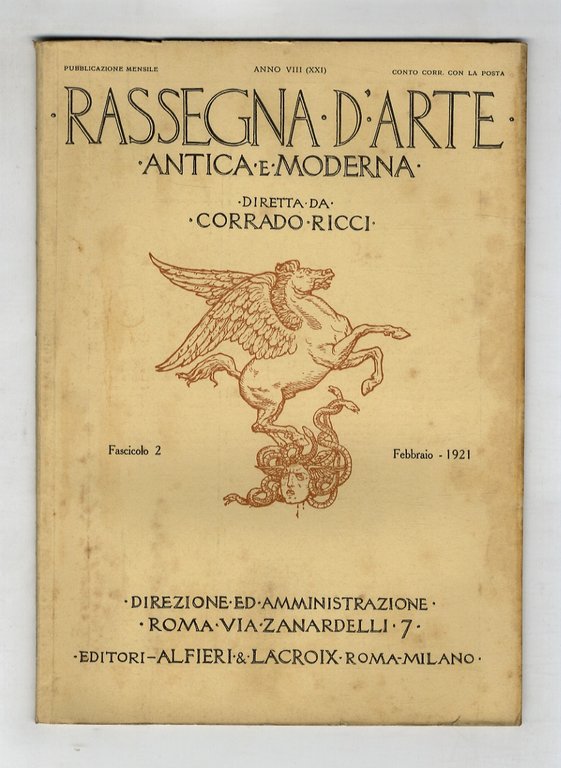 PUBBLICAZIONE MENSILE ANNO VIII (XXI) CONTO CORR. CON LA POSTA
·RASSEGNA·D'ARTE·
·ANTICA·E·MODERNA·
·DIRETTA·DA·
·CORRADO·RICCI·
Fascicolo 2 Febbraio - 1921
·DIREZIONE·ED·AMMINISTRAZIONE·
·ROMA·VIA·ZANARDELLI·7·
·EDITORI–ALFIERI·&·LACROIX·ROMA·MILANO·